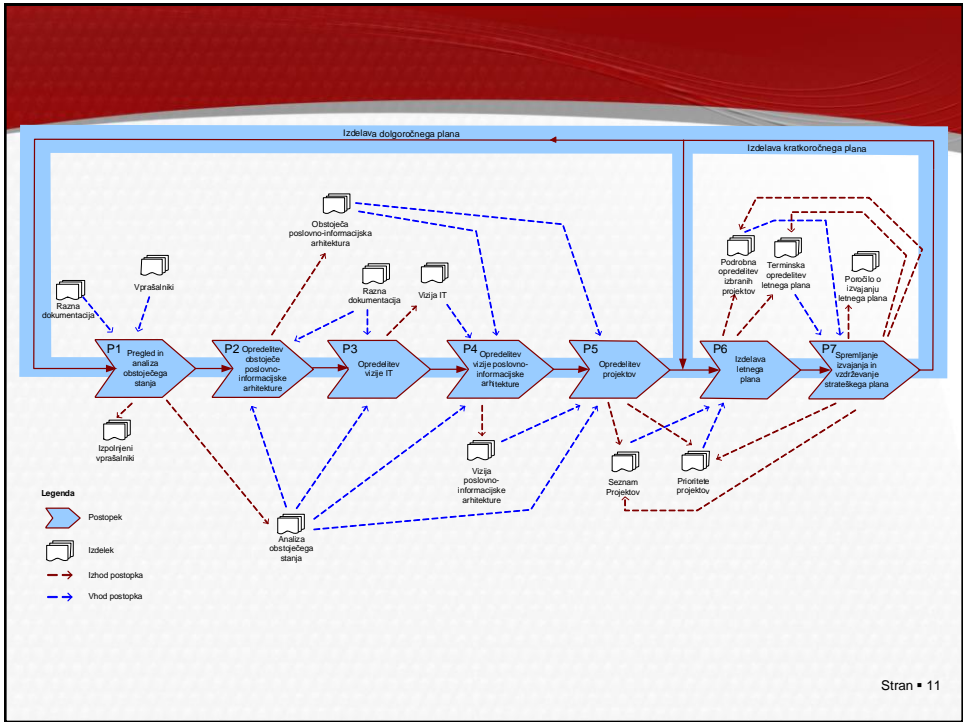 Izdelava dolgoročnega plana
Izdelava kratkoročnega plana
Obstoječa
poslovno-informacijska
arhitektura
Razna
dokumentacija
Vprašalniki
Razna
dokumentacija
Vizija IT
Podrobna
opredelitev
izbranih
projektov
Terminska
opredelitev
letnega plana
Poročilo o
izvajanju
letnega plana
P1
Pregled in
analiza
obstoječega
stanja
P2
Opredelitev
obstoječe
poslovno-
informacijske
arhitekture
P3
Opredelitev
vizije IT
P4
Opredelitev
vizije poslovno-
informacijske
arhitekture
P5
Opredelitev
projektov
P6
Izdelava
letnega
plana
P7
Spremljanje
izvajanja in
vzdrževanje
strateškega plana
Izpolnjeni
vprašalniki
Analiza
obstoječega
stanja
Vizija
poslovno-
informacijske
arhitekture
Seznam
Projektov
Prioritete
projektov
Legenda
Postopek
Izdelek
Izhod postopka
Vhod postopka
Stran ▪ 11